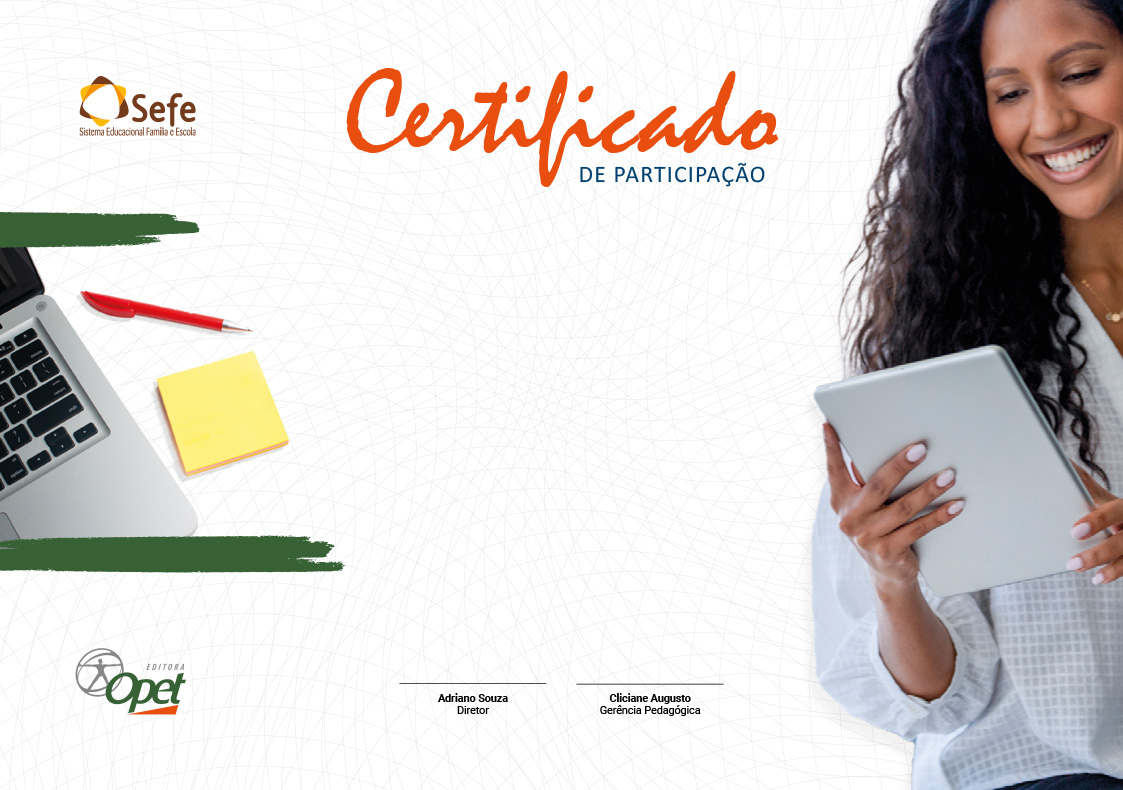 Sefe
Sistema Educacional Família e Escola
Certificado
DE PARTICIPAÇÃO
EDITORA
Opet
Adriano Souza
Diretor
Cliciane Augusto
Gerência Pedagógica